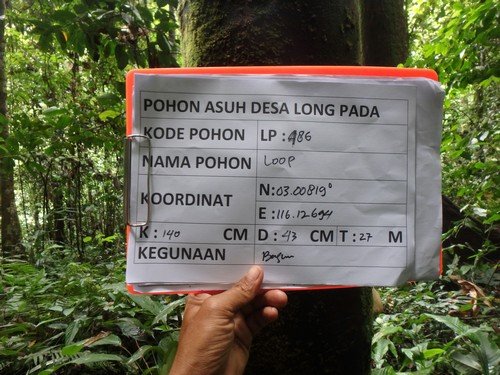 POHON ASUH DESA LONG PADA
KODE POHON LP : 486
NAMA POHON LOOP
KOORDINAT N:03.00819°
E:116.12694
K : 140 CM D : 43 CM T : 27 M
KEGUNAAN